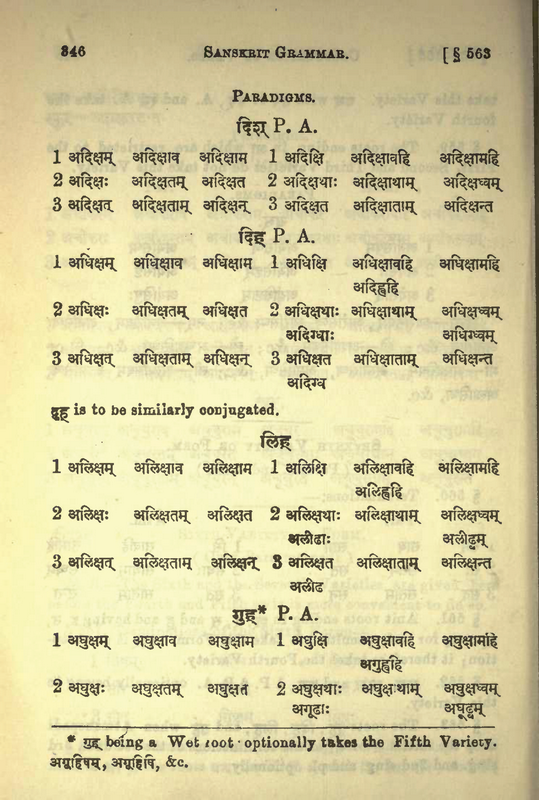 346 SANSKRIT GRAMMAR. [ § 563
PARADIGMS.
दिश् P. A.
1 अदिक्षम् अदिक्षाव अदिक्षाम 1 अदिक्षि अदिक्षावहि अदिक्षामहि
2 अदिक्षः अदिक्षतम् अदिक्षत 2 अदिक्षथाः अदिक्षाथाम् अदिक्षध्वम्
3 अदिक्षत् अदिक्षताम् अदिक्षन् 3 अदिक्षत अदिक्षाताम् अदिक्षन्त
दिह् P. A.
1 अधिक्षम् अधिक्षाव अधिक्षाम 1 अधिक्षि अधिक्षावहि अधिक्षामहि
अदिह्वहि
2 अधिक्षः अधिक्षतम् अधिक्षत 2 अधिक्षथाः अधिक्षाथाम् अधिक्षध्वम्
अदिग्धाः अधिग्ध्वम्
3 अधिक्षत् अधिक्षताम् अधिक्षन् 3 अधिक्षत अधिक्षाताम् अधिक्षन्त
अदिग्ध
दुह् is to be similarly conjugated.
लिह्
1 अलिक्षम् अलिक्षाव अलिक्षाम 1 अलिक्षि अलिक्षावहि अलिक्षामहि
अलिह्वहि
2 अलिक्षः अलिक्षतम् अलिक्षत 2 अलिक्षथाः अलिक्षाथाम् अलिक्षध्वम्
अलीढाः अलीढ्वम्
3 अलिक्षत् अलिक्षताम् अलिक्षन् 3 अलिक्षत अलिक्षाताम् अलिक्षन्त
अलीढ
गुह्* P. A.
1 अघुक्षम् अघुक्षाव अघुक्षाम 1 अघुक्षि अघुक्षावहि अघुक्षामहि
अगुह्वहि
2 अघुक्षः अघुक्षतम् अघुक्षत 2 अघुक्षथाः अघुक्षाथाम् अघुक्षध्वम्
अगूढाः अघूढ्वम्
* गुह् being a Wet root optionally takes the Fifth Variety.
अगूहिषम्, अगूहिषि, &c.